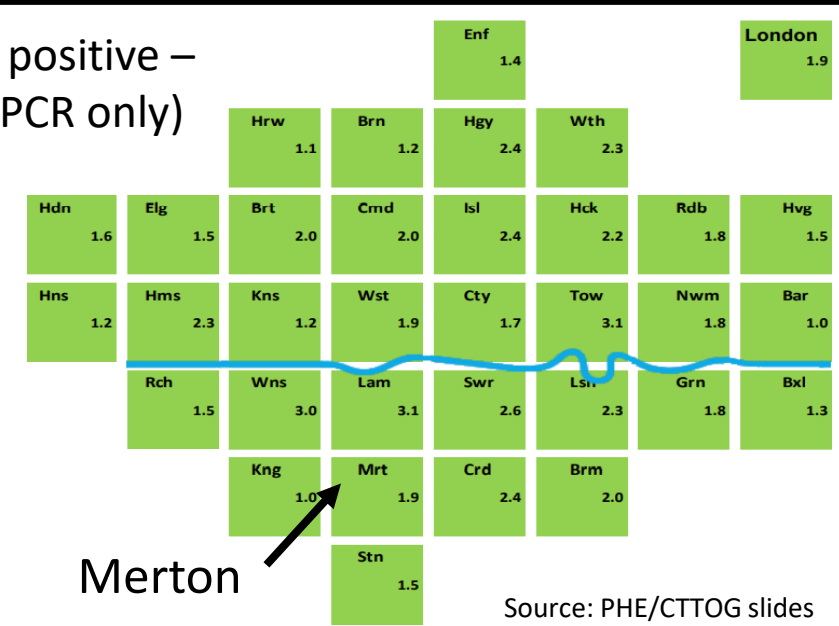 positive –
PCR only)
Enf
1.4
London
1.9
Hrw
1.1
Brn
1.2
Hgy
2.4
Wth
2.3
Hdn
1.6
Elg
1.5
Brt
2.0
Cmd
2.0
Isl
2.4
Hck
2.2
Rdb
1.8
Hvg
1.5
Hns
1.2
Hms
2.3
Kns
1.2
Wst
1.9
Cty
1.7
Tow
3.1
Nwm
1.8
Bar
1.0
Rch
1.5
Wns
3.0
Lam
3.1
Swr
2.6
Lsh
2.3
Grn
1.8
Bxl
1.3
Kng
1.0
Mrt
1.9
Crd
2.4
Brm
2.0
Merton
Stn
1.5
Source: PHE/CTTOG slides